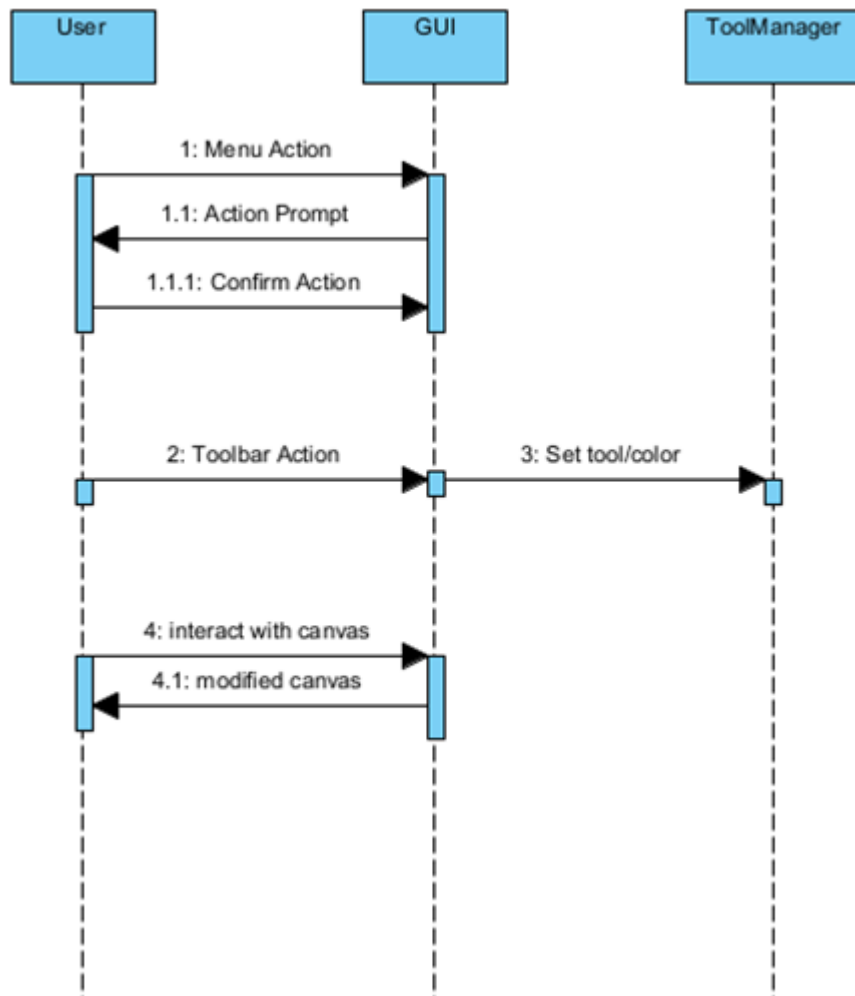 User
GUI
ToolManager
1: Menu Action
1.1: Action Prompt
1.1.1: Confirm Action
2: Toolbar Action
3: Set tool/color
4: interact with canvas
4.1: modified canvas